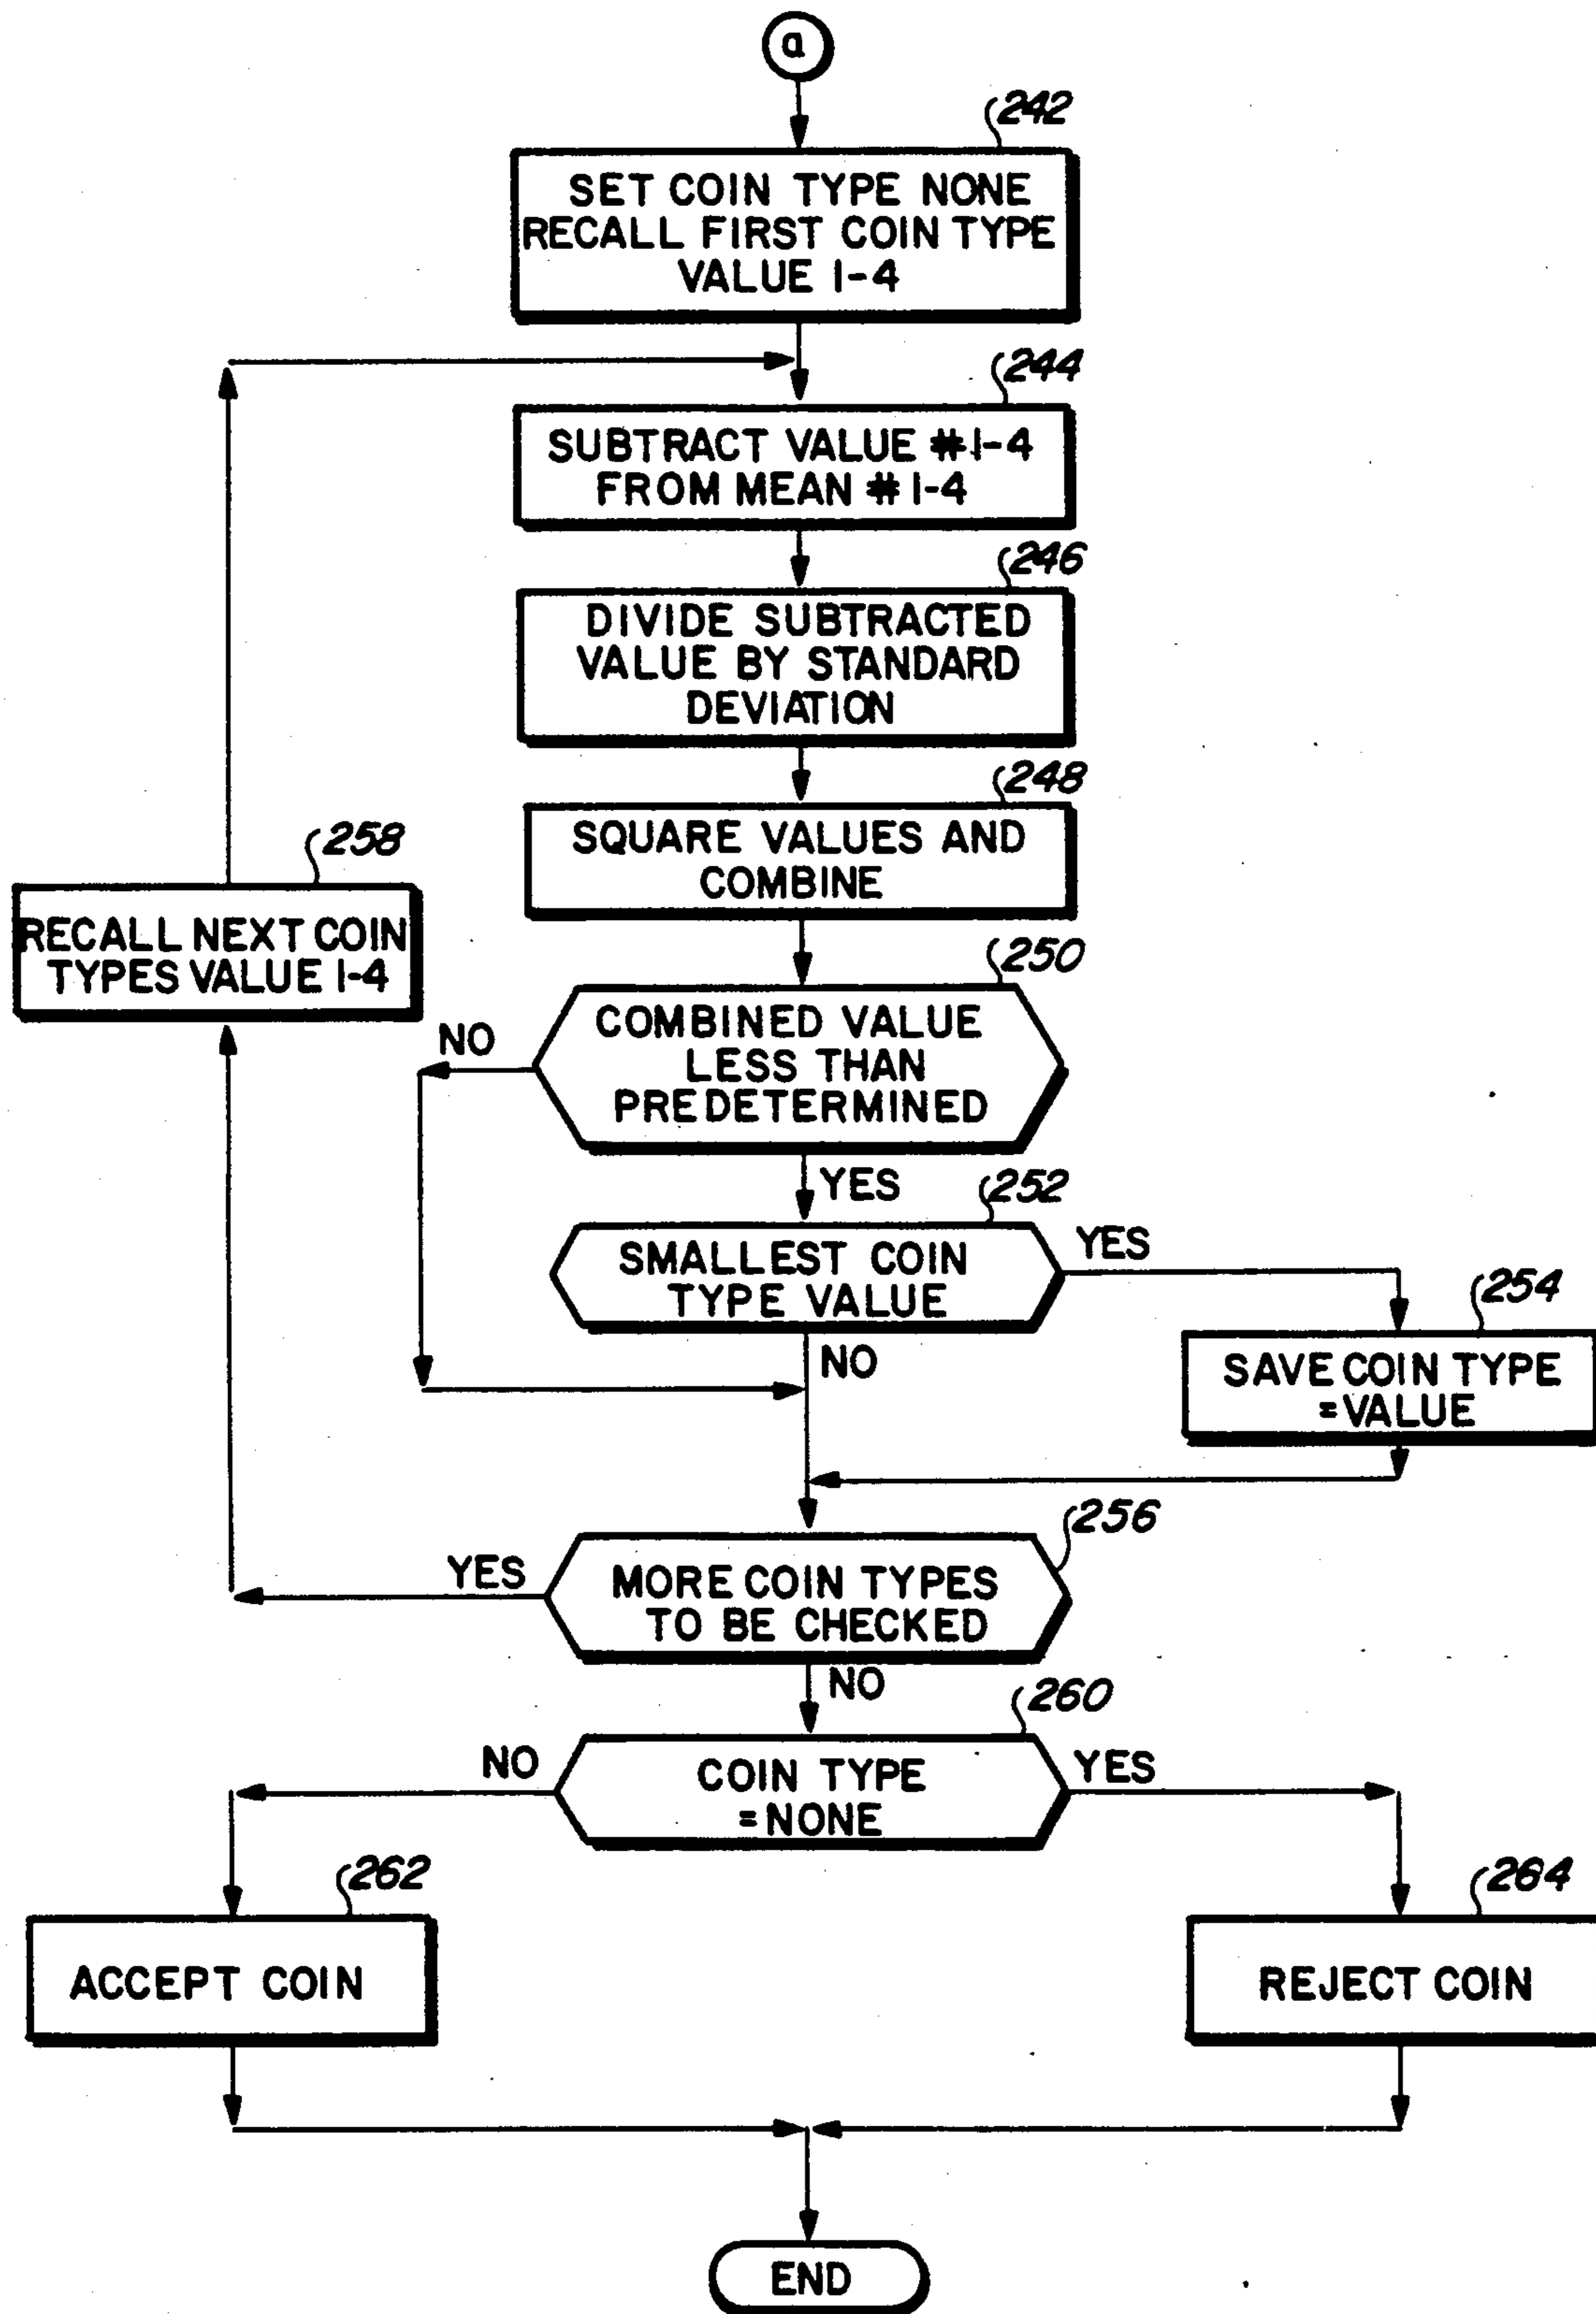 a
242
SET COIN TYPE NONE
RECALL FIRST COIN TYPE
VALUE 1-4
244
SUBTRACT VALUE #1-4
FROM MEAN #1-4
246
DIVIDE SUBTRACTED
VALUE BY STANDARD
DEVIATION
248
SQUARE VALUES AND
COMBINE
258
RECALL NEXT COIN
TYPES VALUE 1-4
250
COMBINED VALUE
LESS THAN
PREDETERMINED
NO
YES
252
SMALLEST COIN
TYPE VALUE
YES
NO
254
SAVE COIN TYPE
=VALUE
256
MORE COIN TYPES
TO BE CHECKED
YES
NO
260
COIN TYPE
=NONE
NO
YES
262
ACCEPT COIN
264
REJECT COIN
END